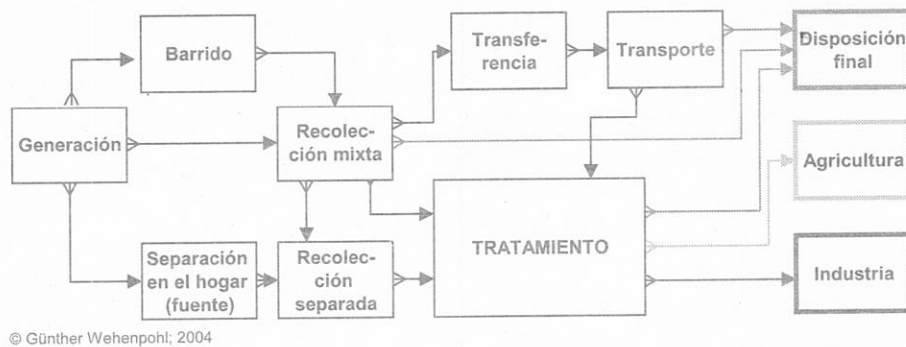 Barrido
Transfe-
rencia
Transporte
Disposición
final
Generación
Recolec-
ción mixta
Agricultura
TRATAMIENTO
Separación
en el hogar
(fuente)
Recolec-
ción
separada
Industria
© Günther Wehenpohl; 2004